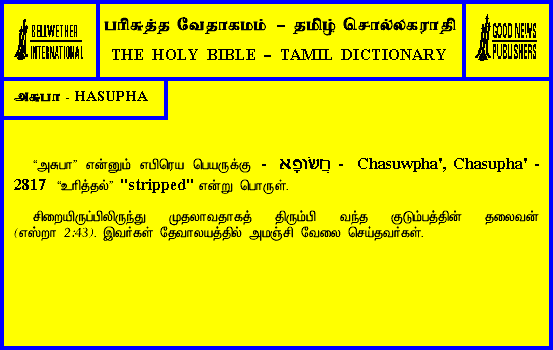 BELLWETHER
INTERNATIONAL
பரிசுத்த வேதாகமம் – தமிழ் சொல்லகராதி
THE HOLY BIBLE – TAMIL DICTIONARY
GOOD NEWS
PUBLISHERS
அசுபா - HASUPHA
“அசுபா” என்னும் எபிரெய பெயருக்கு - חֲשׂוּפָא - Chasuwpha', Chasupha' -
2817 “உரித்தல்” "stripped" என்று பொருள்.
சிறையிருப்பிலிருந்து முதலாவதாகத் திரும்பி வந்த குடும்பத்தின் தலைவன்
(எஸ்றா 2:43). இவர்கள் தேவாலயத்தில் அமஞ்சி வேலை செய்தவர்கள்.